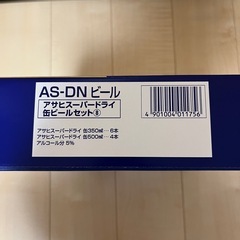 AS-DN ビール
アサヒスーパードライ
缶ビールセット⑧
アサヒスーパードライ 缶350ml…6本
アサヒスーパードライ 缶500ml…4本
アルコール分 5%
4 901004 011756